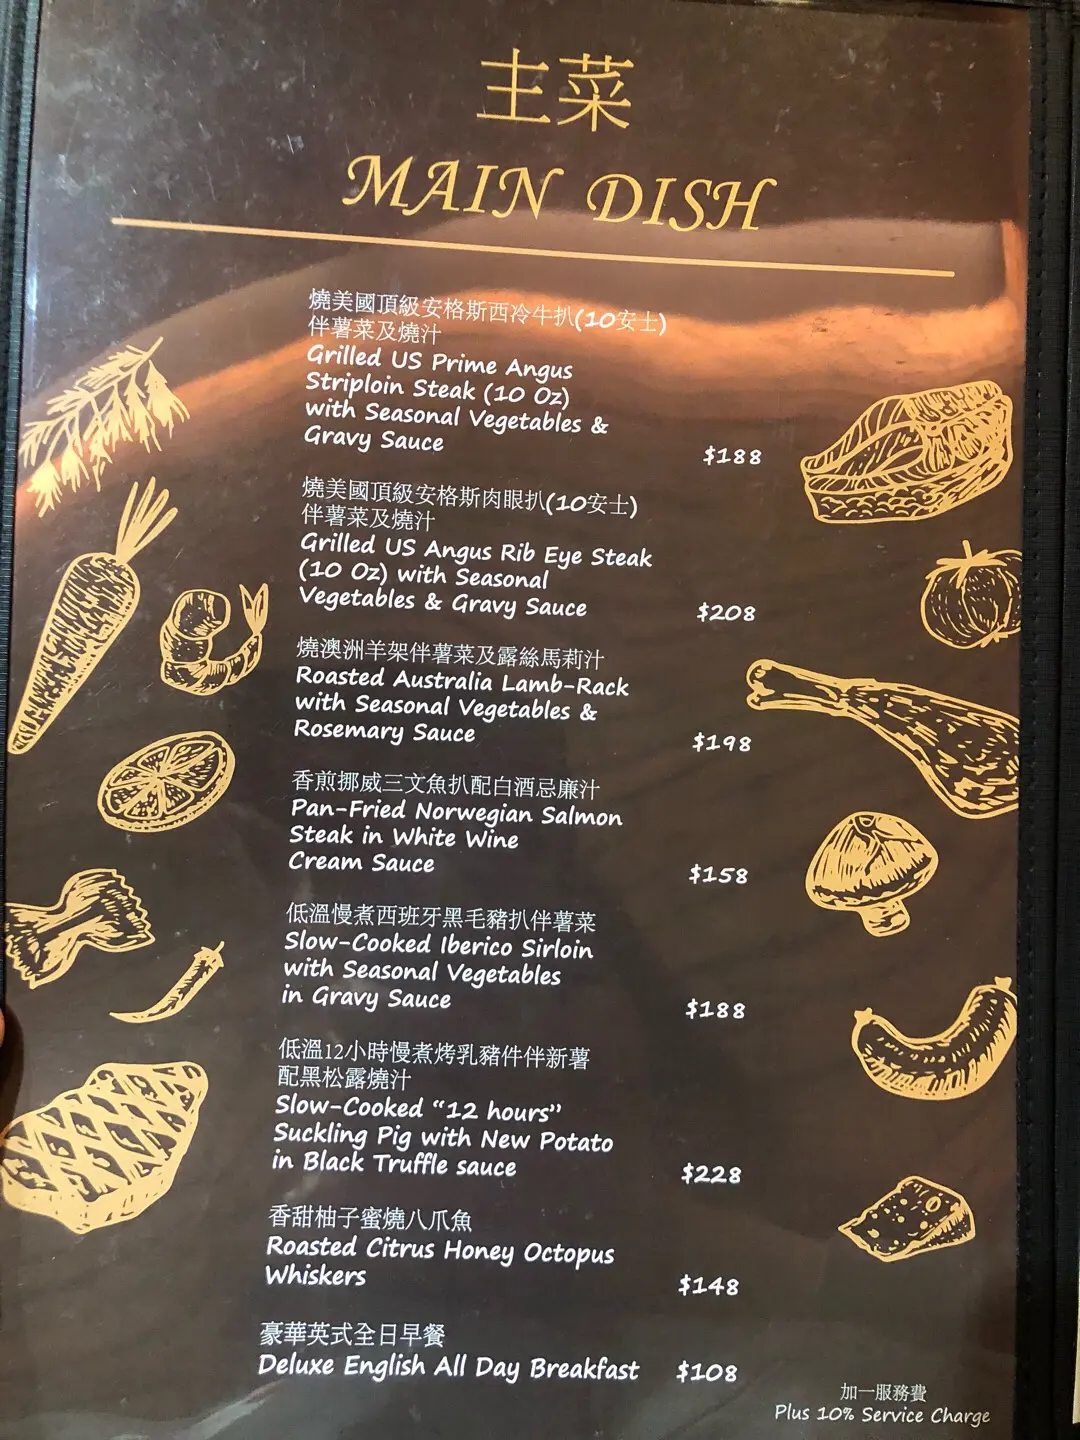 主菜
MAIN DISH
燒美國頂級安格斯西冷牛扒(10安士)
伴薯菜及燒汁
Grilled US Prime Angus
Striploin Steak (10 Oz)
with Seasonal Vegetables &
Gravy Sauce $188
燒美國頂級安格斯肉眼扒(10安士)
伴薯菜及燒汁
Grilled US Angus Rib Eye Steak
(10 Oz) with Seasonal
Vegetables & Gravy Sauce $208
燒澳洲羊架伴薯菜及露絲馬莉汁
Roasted Australia Lamb-Rack
with Seasonal Vegetables &
Rosemary Sauce $198
香煎挪威三文魚扒配白酒忌廉汁
Pan-Fried Norwegian Salmon
Steak in White Wine
Cream Sauce $158
低溫慢煮西班牙黑毛豬扒伴薯菜
Slow-Cooked Iberico Sirloin
with Seasonal Vegetables
in Gravy Sauce $188
低溫12小時慢煮烤乳豬件伴新薯
配黑松露燒汁
Slow-Cooked “12 hours”
Suckling Pig with New Potato
in Black Truffle sauce $228
香甜柚子蜜燒八爪魚
Roasted Citrus Honey Octopus
Whiskers $148
豪華英式全日早餐
Deluxe English All Day Breakfast $108
加一服務費
Plus 10% Service Charge